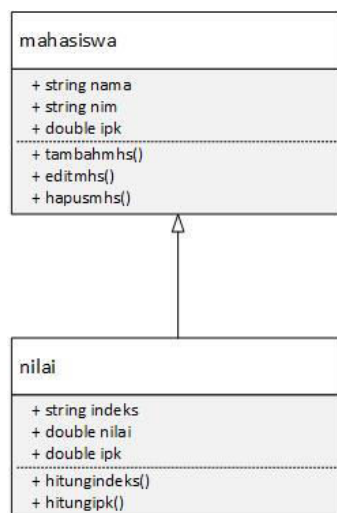 mahasiswa
+ string nama
+ string nim
+ double ipk
+ tambahmhs()
+ editmhs()
+ hapusmhs()
nilai
+ string indeks
+ double nilai
+ double ipk
+ hitungindeks()
+ hitungipk()